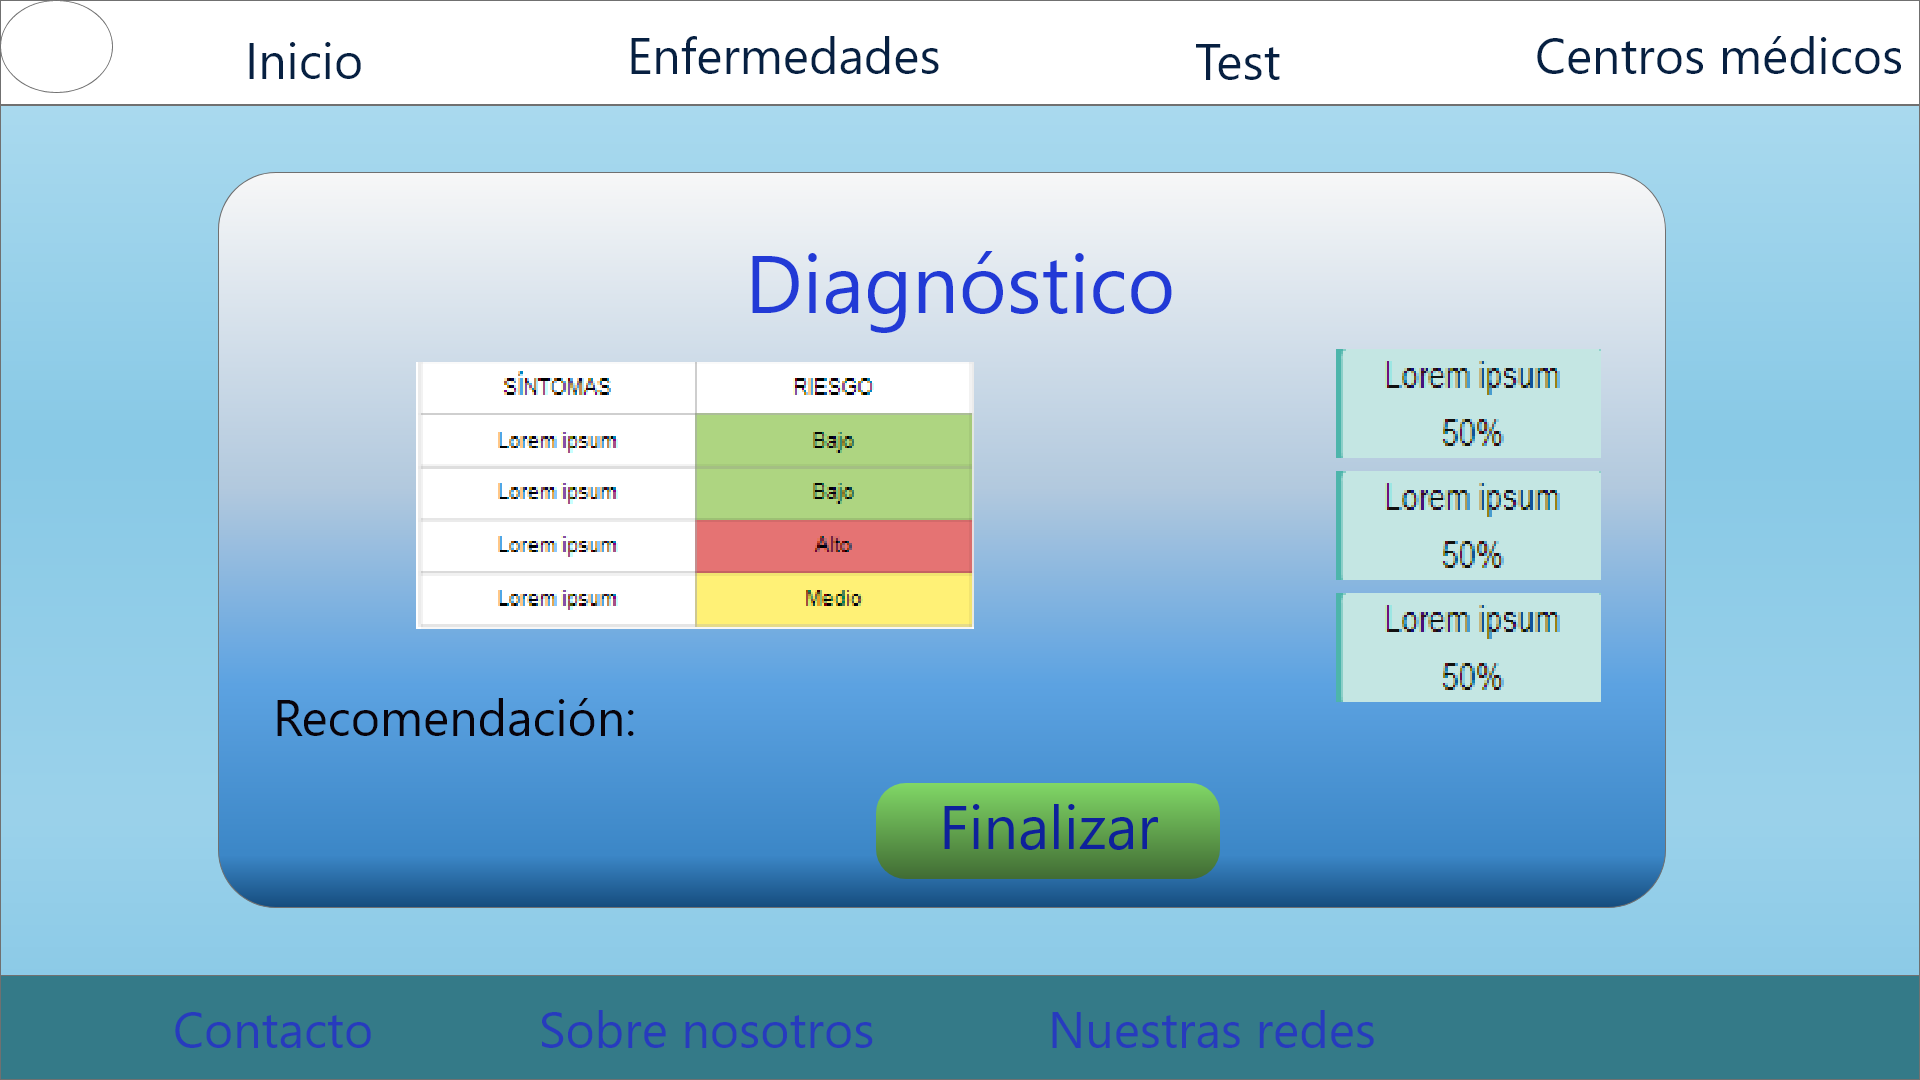 Inicio
Enfermedades
Test
Centros médicos
Diagnóstico
SÍNTOMAS RIESGO
Lorem ipsum Bajo
Lorem ipsum Bajo
Lorem ipsum Alto
Lorem ipsum Medio
Lorem ipsum
50%
Lorem ipsum
50%
Lorem ipsum
50%
Recomendación:
Finalizar
Contacto
Sobre nosotros
Nuestras redes